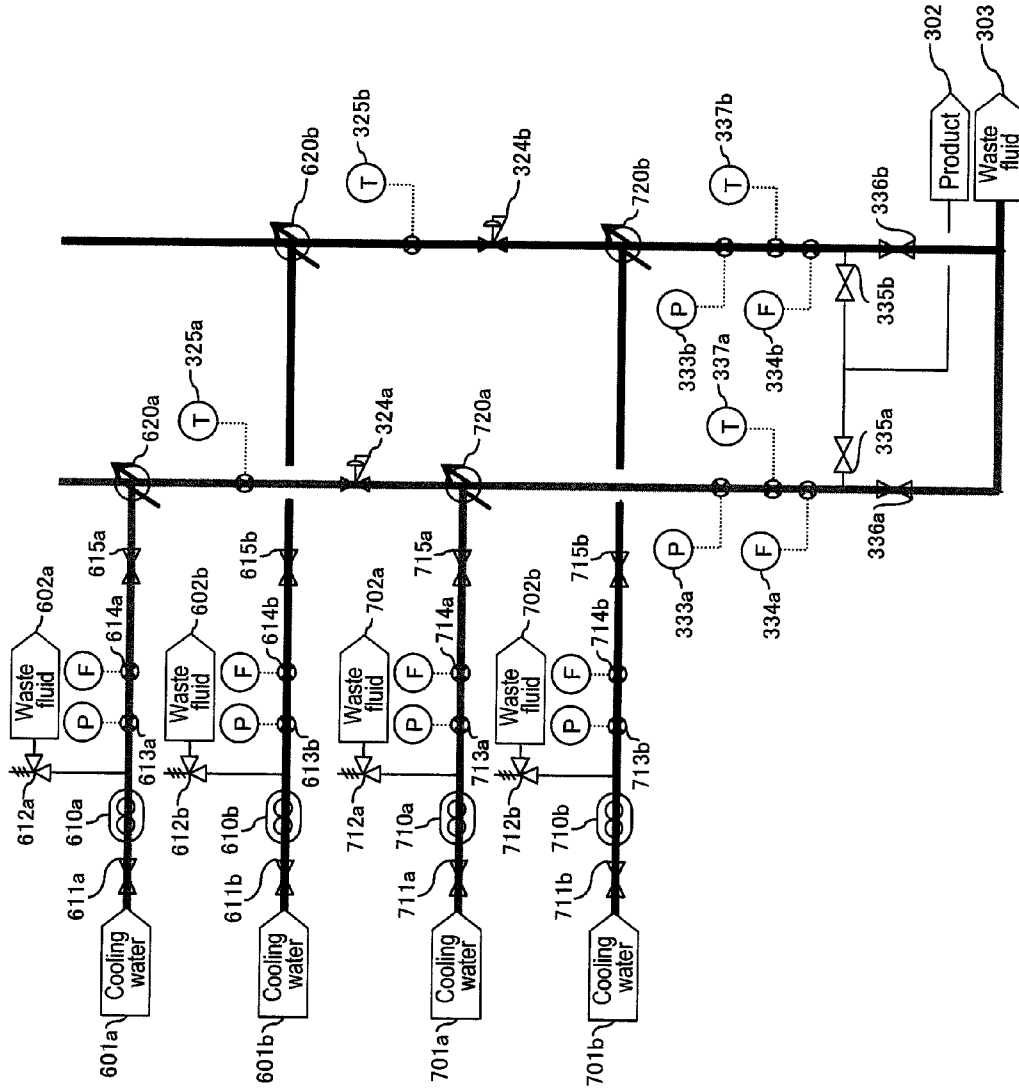 302
303
Product
Waste fluid
620b
325b
T
324b
720b
337b
T
336b
P
333b
F
334b
335b
325a
T
620a
324a
720a
337a
T
335a
P
333a
F
334a
336a
615a
615b
715a
715b
602a
Waste fluid
614a
F
P
613a
612a
610a
611a
Cooling water
601a
602b
Waste fluid
614b
F
P
613b
612b
610b
611b
Cooling water
601b
702a
Waste fluid
714a
F
P
713a
712a
710a
711a
Cooling water
701a
702b
Waste fluid
714b
F
P
713b
712b
710b
711b
Cooling water
701b